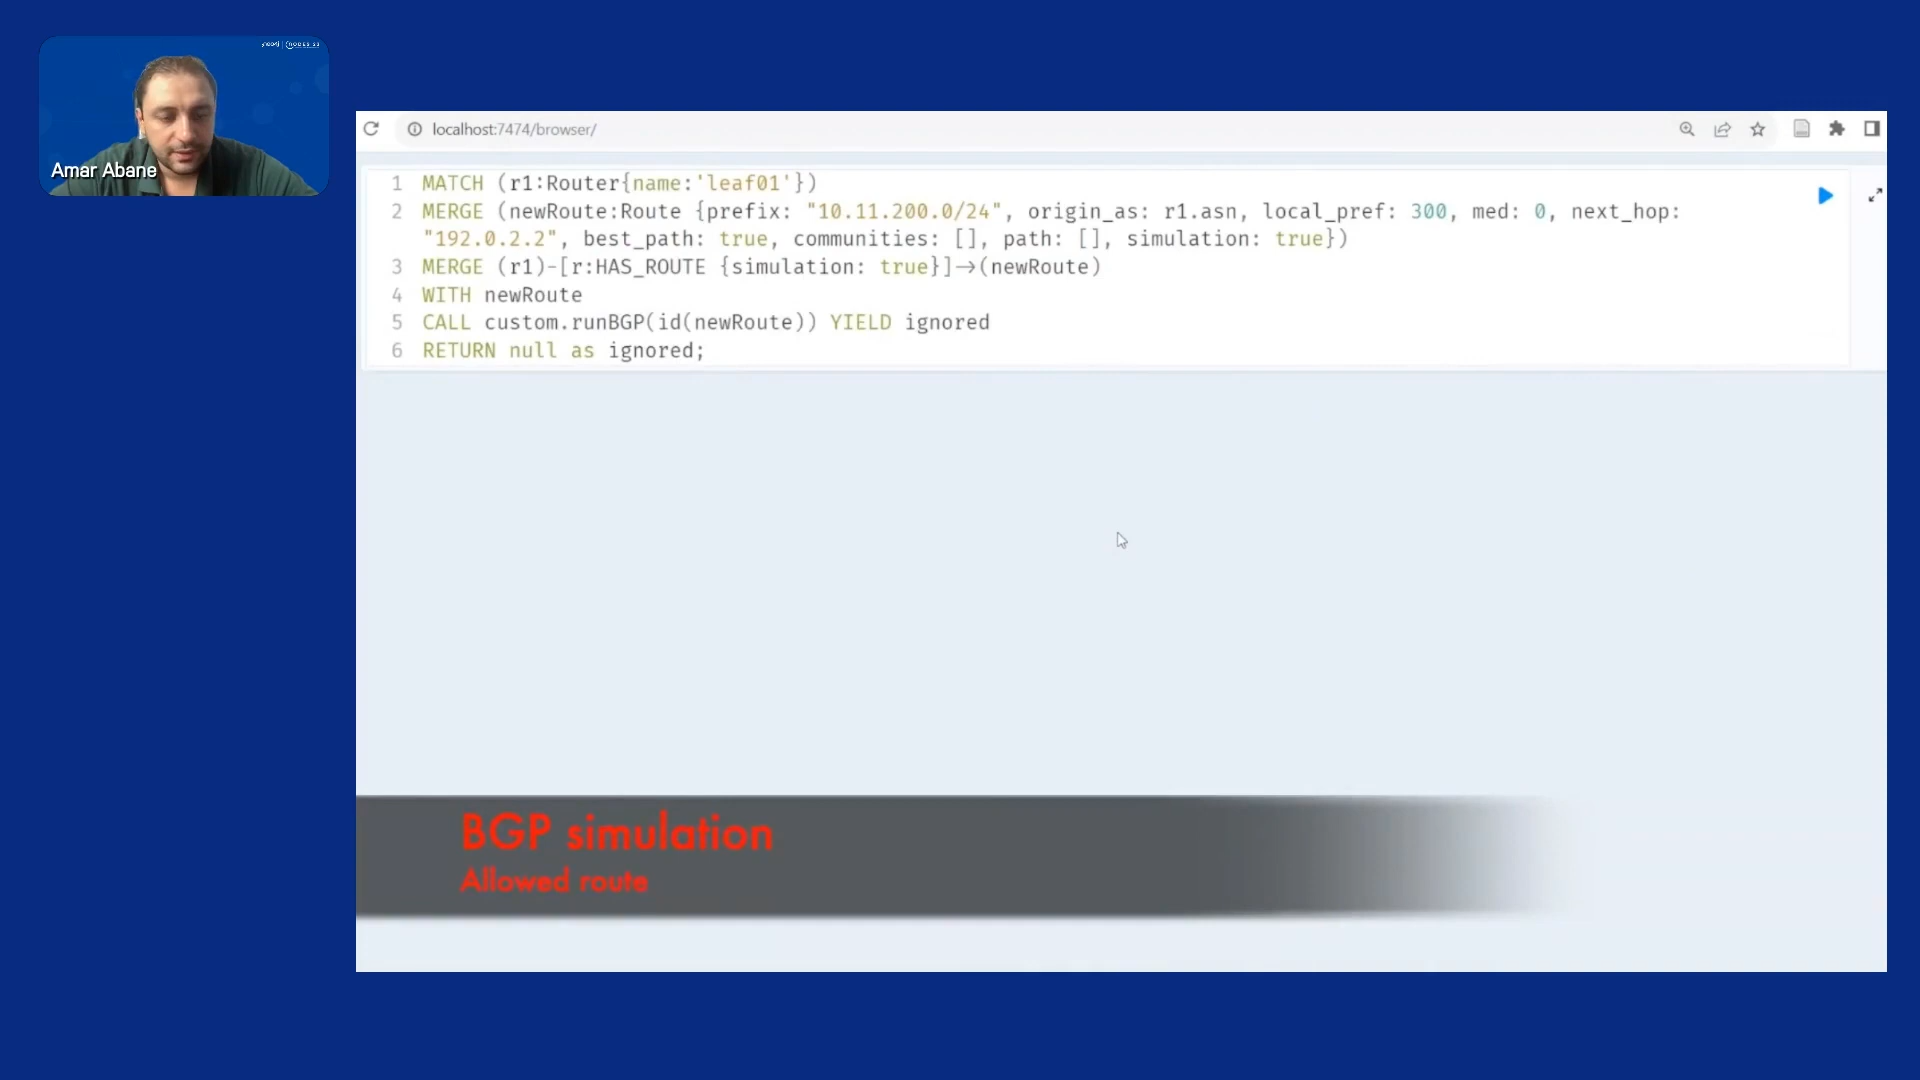 neo4j | NODES 23
Amar Abane
localhost:7474/browser/
1 MATCH (r1:Router{name:'leaf01'})
2 MERGE (newRoute:Route {prefix: "10.11.200.0/24", origin_as: r1.asn, local_pref: 300, med: 0, next_hop:
"192.0.2.2", best_path: true, communities: [], path: [], simulation: true})
3 MERGE (r1)-[r:HAS_ROUTE {simulation: true}]->(newRoute)
4 WITH newRoute
5 CALL custom.runBGP(id(newRoute)) YIELD ignored
6 RETURN null as ignored;
BGP simulation
Allowed route